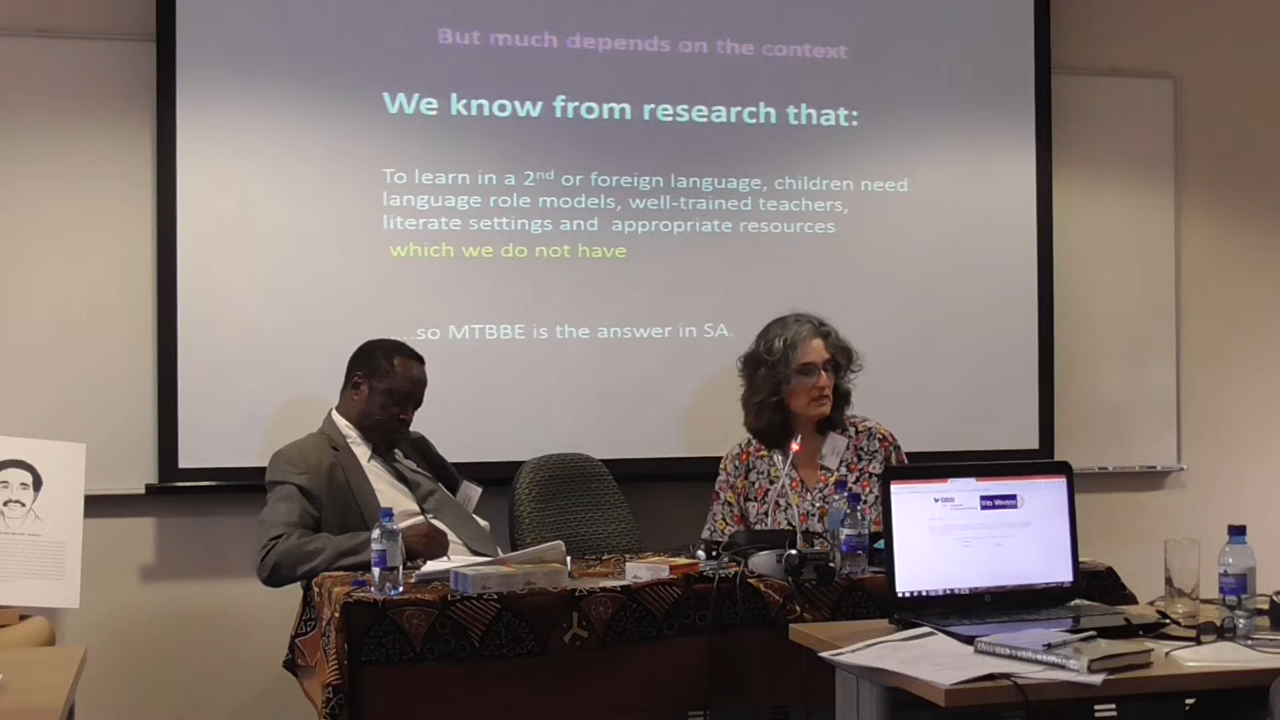 But much depends on the context
We know from research that:
To learn in a 2nd or foreign language, children need
language role models, well-trained teachers,
literate settings and appropriate resources
which we do not have
....so MTBBE is the answer in SA.